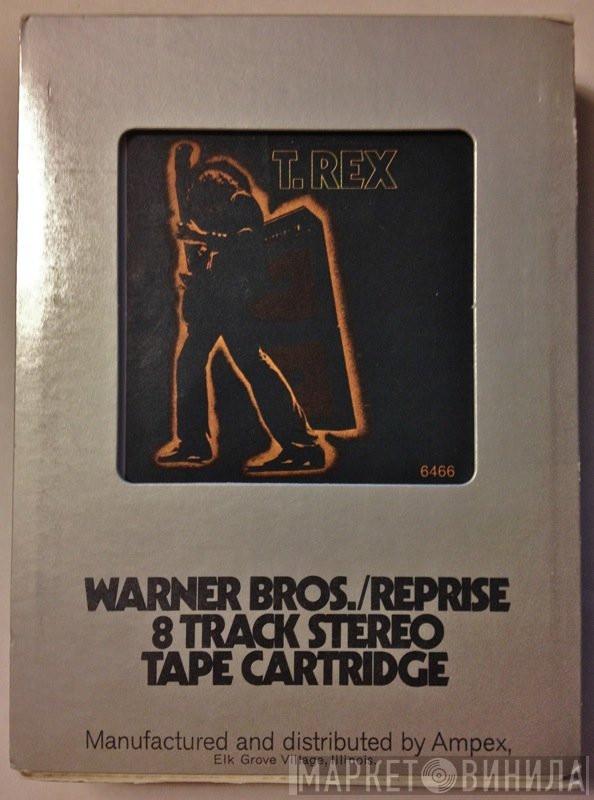 T.REX
6466
WARNER BROS./REPRISE
8 TRACK STEREO
TAPE CARTRIDGE
Manufactured and distributed by Ampex,
Elk Grove Village, Illinois.
МАРКЕТ ВИНИЛА